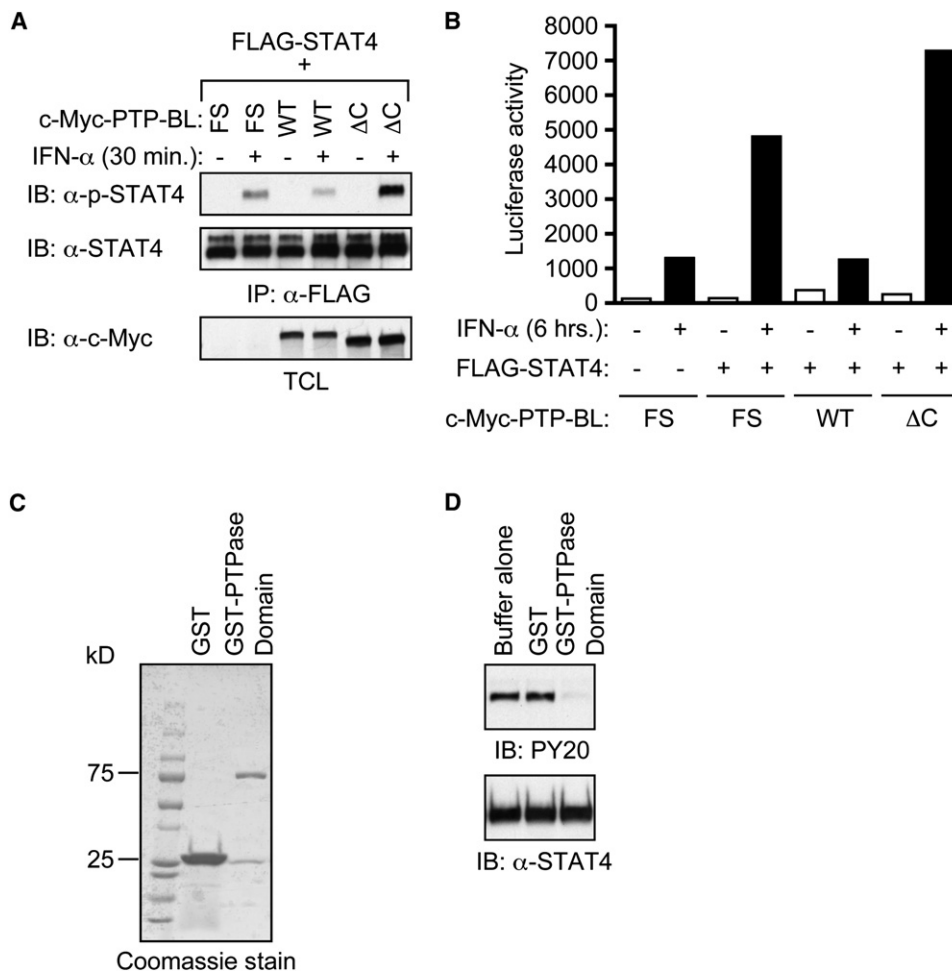 A
FLAG-STAT4
+
c-Myc-PTP-BL: FS FS WT WT ΔC ΔC
IFN-α (30 min.): - + - + - +
IB: α-p-STAT4
IB: α-STAT4
IP: α-FLAG
IB: α-c-Myc
TCL
B
Luciferase activity
8000
7000
6000
5000
4000
3000
2000
1000
0
IFN-α (6 hrs.): - + - + - + - +
FLAG-STAT4: - - + + + + + +
c-Myc-PTP-BL: FS FS WT ΔC
C
kD
GST
GST-PTPase
Domain
75
25
Coomassie stain
D
Buffer alone
GST
GST-PTPase
Domain
IB: PY20
IB: α-STAT4